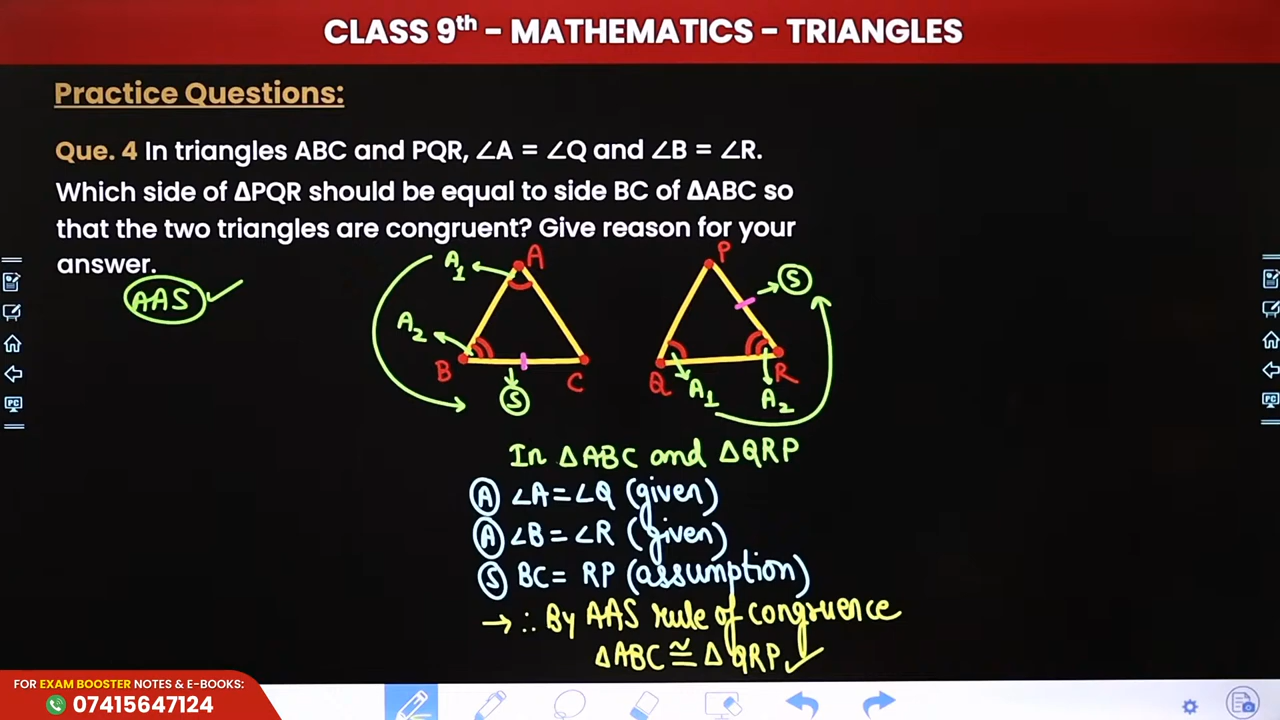 CLASS 9th - MATHEMATICS - TRIANGLES
Practice Questions:
Que. 4 In triangles ABC and PQR, ∠A = ∠Q and ∠B = ∠R.
Which side of ΔPQR should be equal to side BC of ΔABC so
that the two triangles are congruent? Give reason for your
answer.
AAS
A1 A
A2
B
S
C
P
S
Q
A1
A2
R
In ΔABC and ΔQRP
A ∠A=∠Q (given)
A ∠B=∠R (given)
S BC= RP (assumption)
→ ∴ By AAS rule of congruence
ΔABC ≅ ΔQRP
FOR EXAM BOOSTER NOTES & E-BOOKS:
07415647124
PC
PC